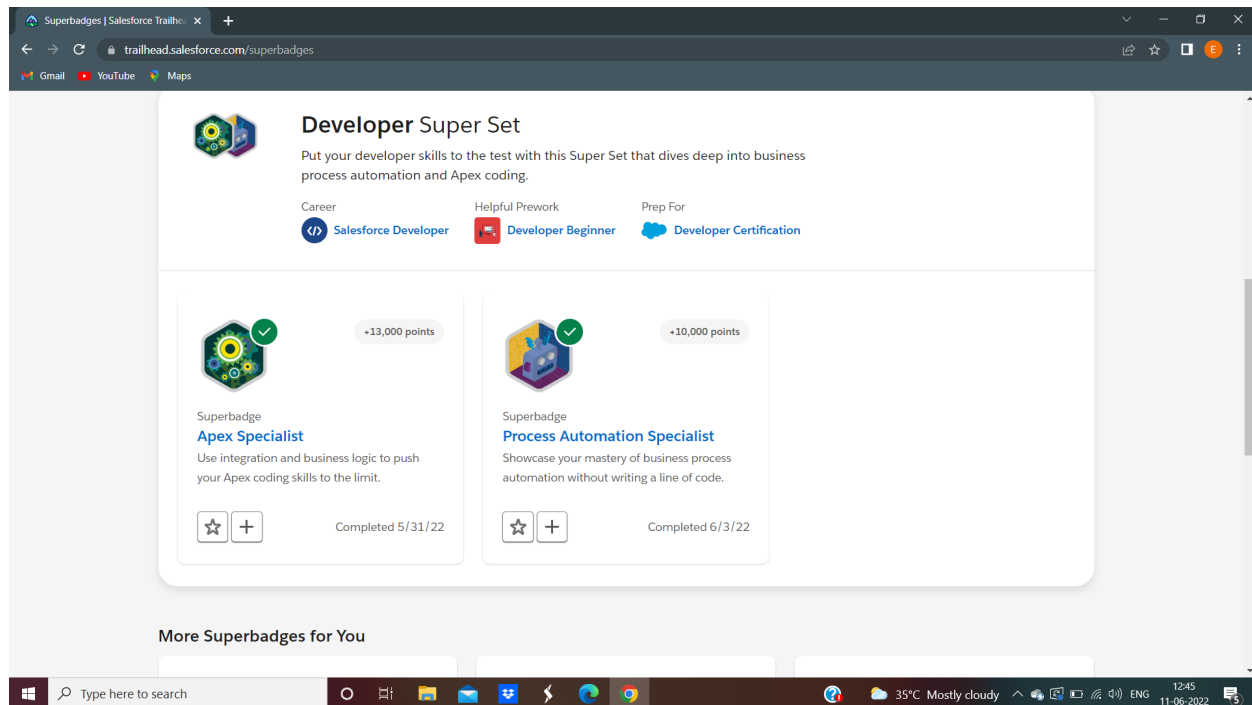 Superbadges | Salesforce Trailhea
trailhead.salesforce.com/superbadges
E
Gmail
YouTube
Maps
Developer Super Set
Put your developer skills to the test with this Super Set that dives deep into business
process automation and Apex coding.
Career
Helpful Prework
Prep For
</>
Salesforce Developer
Developer Beginner
Developer Certification
+13,000 points
+10,000 points
Superbadge
Apex Specialist
Use integration and business logic to push
your Apex coding skills to the limit.
Completed 5/31/22
Superbadge
Process Automation Specialist
Showcase your mastery of business process
automation without writing a line of code.
Completed 6/3/22
More Superbadges for You
Type here to search
35°C Mostly cloudy
ENG
12:45
11-06-2022
5